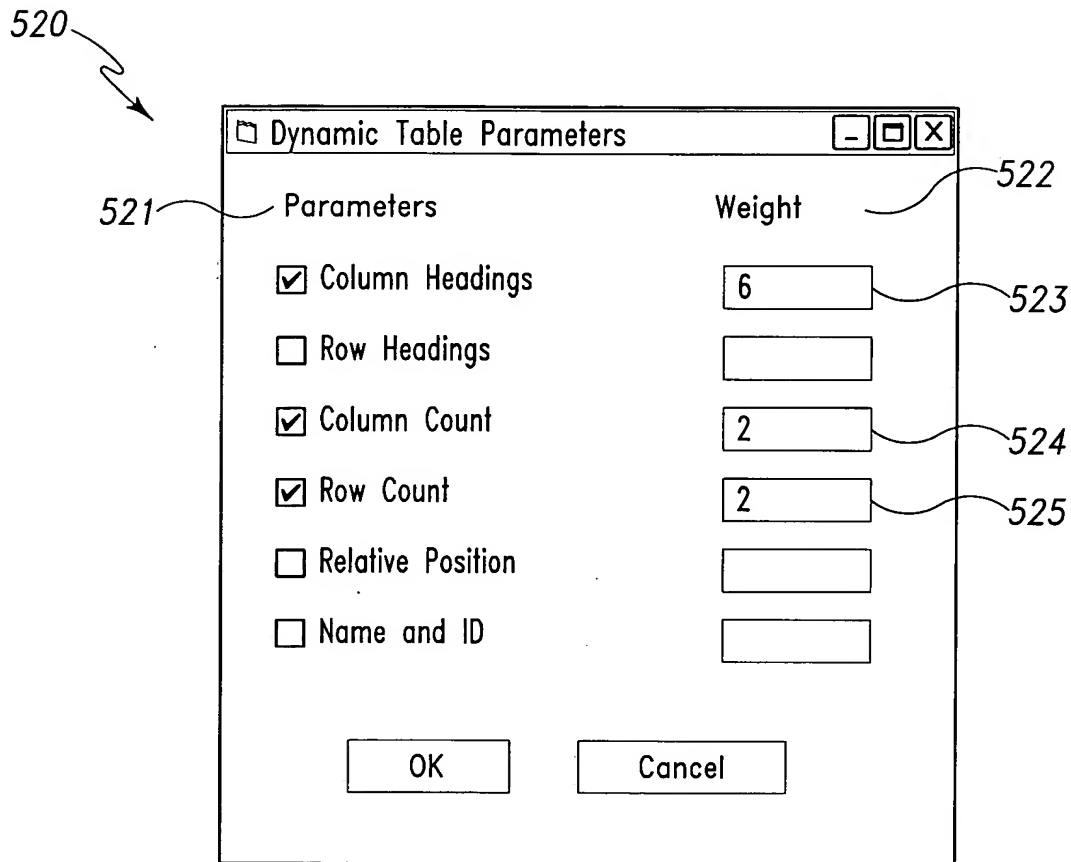 520
Dynamic Table Parameters
521 Parameters Weight 522
Column Headings 6 523
Row Headings
Column Count 2 524
Row Count 2 525
Relative Position
Name and ID
OK Cancel